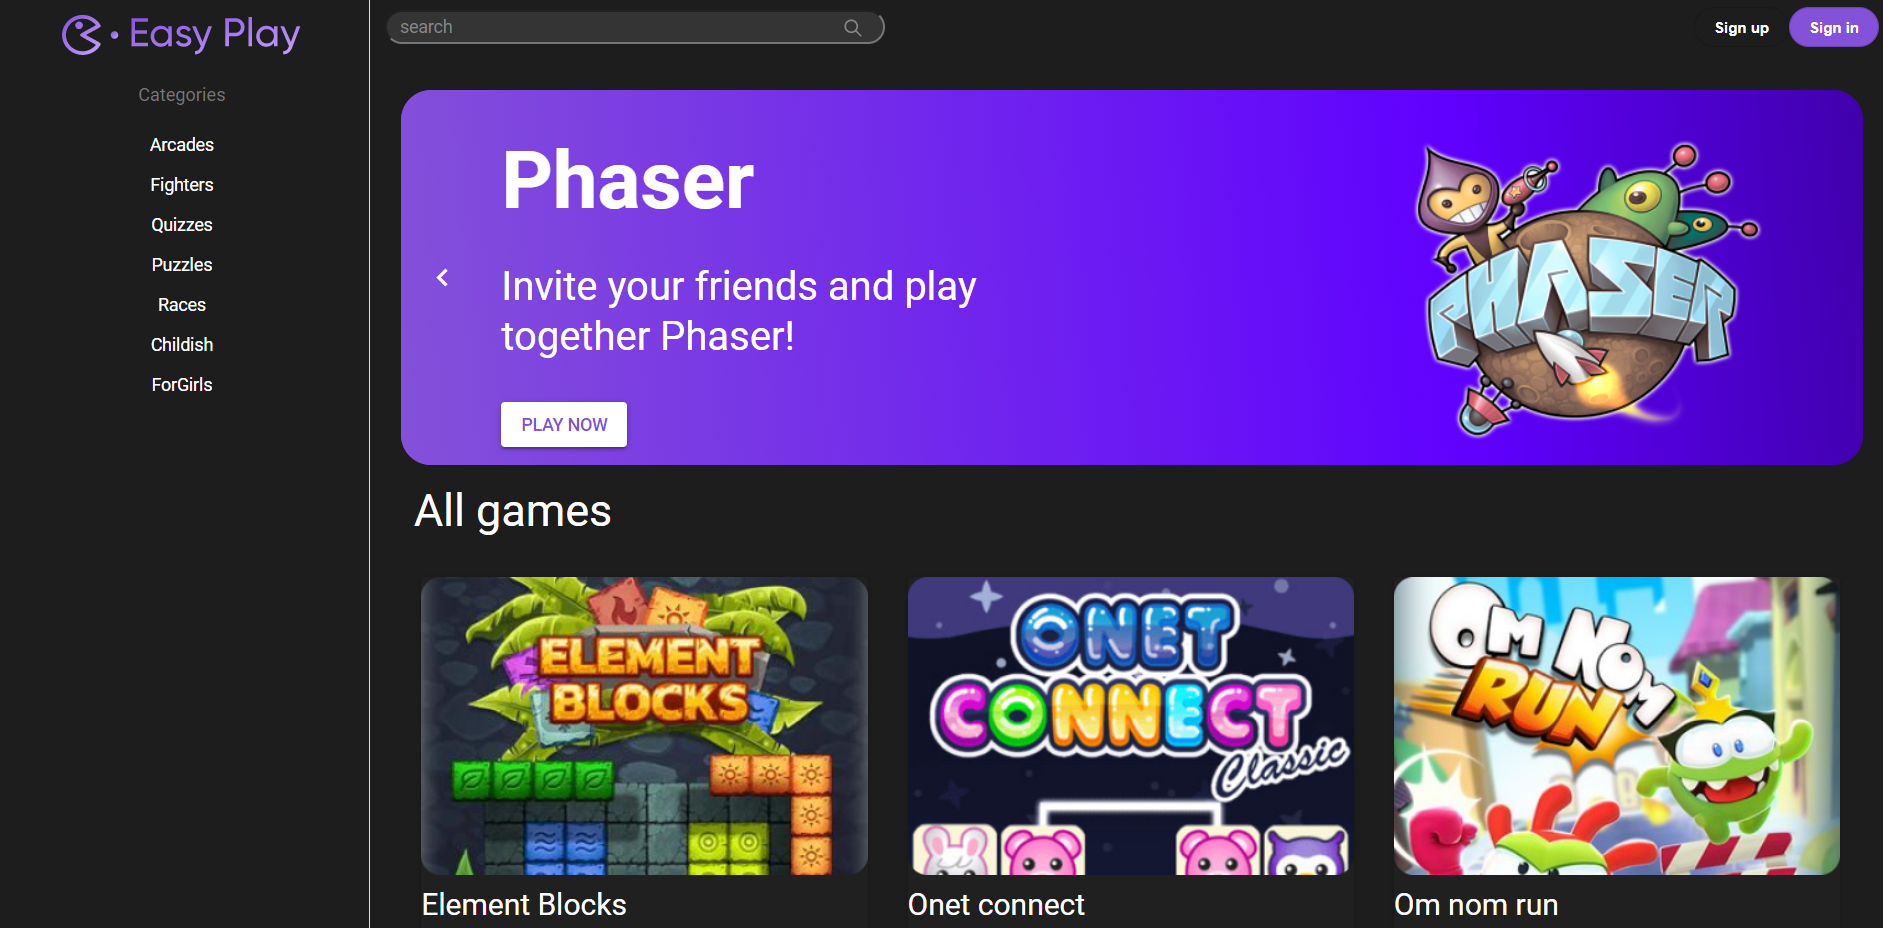 Easy Play
search
Sign up
Sign in
Categories
Arcades
Fighters
Quizzes
Puzzles
Races
Childish
ForGirls
Phaser
Invite your friends and play
together Phaser!
PLAY NOW
PHASER
All games
ELEMENT
BLOCKS
ONET
CONNECT
Classic
OM NOM
RUN
Element Blocks
Onet connect
Om nom run